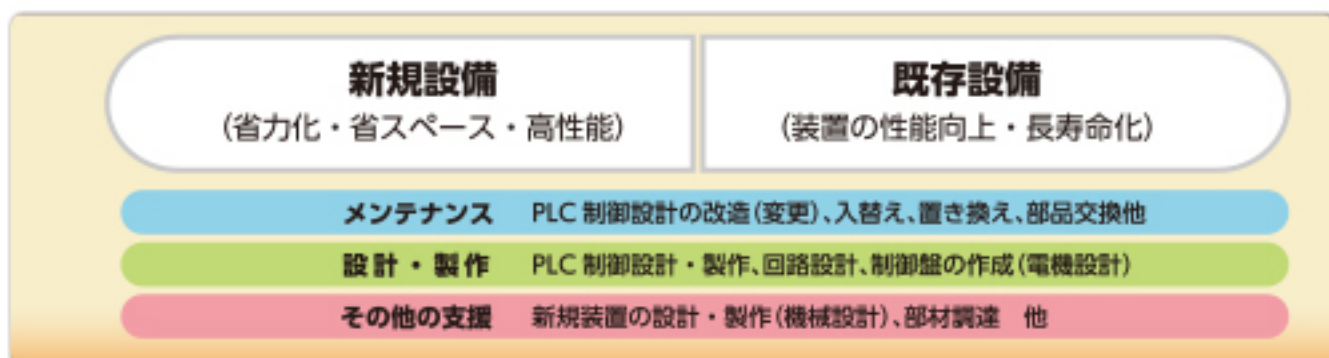 新規設備
(省力化・省スペース・高性能)
既存設備
(装置の性能向上・長寿命化)
メンテナンス PLC 制御設計の改造(変更)、入替え、置き換え、部品交換他
設計・製作 PLC 制御設計・製作、回路設計、制御盤の作成(電機設計)
その他の支援 新規装置の設計・製作(機械設計)、部材調達 他